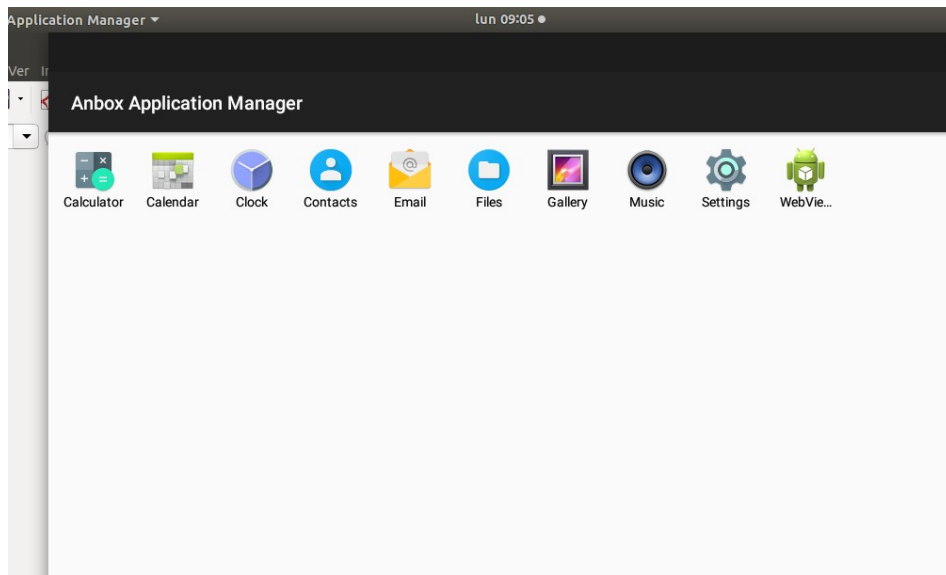 Application Manager
lun 09:05
Ver
Anbox Application Manager
Calculator Calendar Clock Contacts Email Files Gallery Music Settings WebVie...